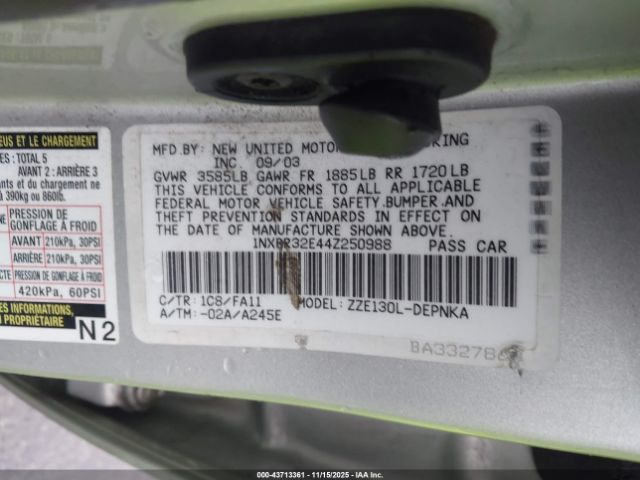 MFD.BY: NEW UNITED MOTOR
INC. 09/03
GVWR 3585LB GAWR FR 1885LB RR 1720LB
THIS VEHICLE CONFORMS TO ALL APPLICABLE
FEDERAL MOTOR VEHICLE SAFETY,BUMPER,AND
THEFT PREVENTION STANDARDS IN EFFECT ON
THE DATE OF MANUFACTURE SHOWN ABOVE.
1NXBR32E44Z250988 PASS CAR
C/TR: 1C8/FA11 MODEL: ZZE130L-DEPNKA
A/TM: -02A/A245E
ET LE CHARGEMENT
TOTAL 5
AVANT 2 : ARRIÈRE 3
et du chargement ne
390kg ou 860lb.
PRESSION DE
GONFLAGE À FROID
AVANT 210kPa, 30PSI
ARRIÈRE 210kPa, 30PSI
PRESSION DE GONFLAGE À FROID
420kPa, 60PSI
INFORMATIONS,
PROPRIÉTAIRE
N2
© 43713361 - 11/15/2025 - IAA Inc.